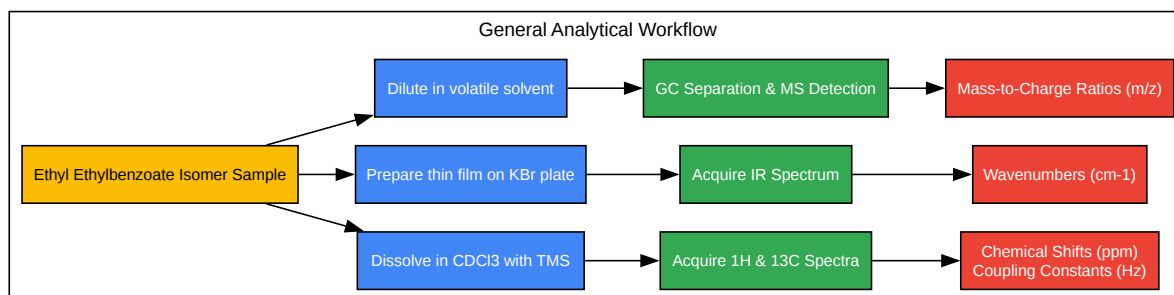 General Analytical Workflow
Dilute in volatile solvent
GC Separation & MS Detection
Mass-to-Charge Ratios (m/z)
Ethyl Ethylbenzoate Isomer Sample
Prepare thin film on KBr plate
Acquire IR Spectrum
Wavenumbers (cm-1)
Dissolve in CDCl3 with TMS
Acquire 1H & 13C Spectra
Chemical Shifts (ppm)
Coupling Constants (Hz)